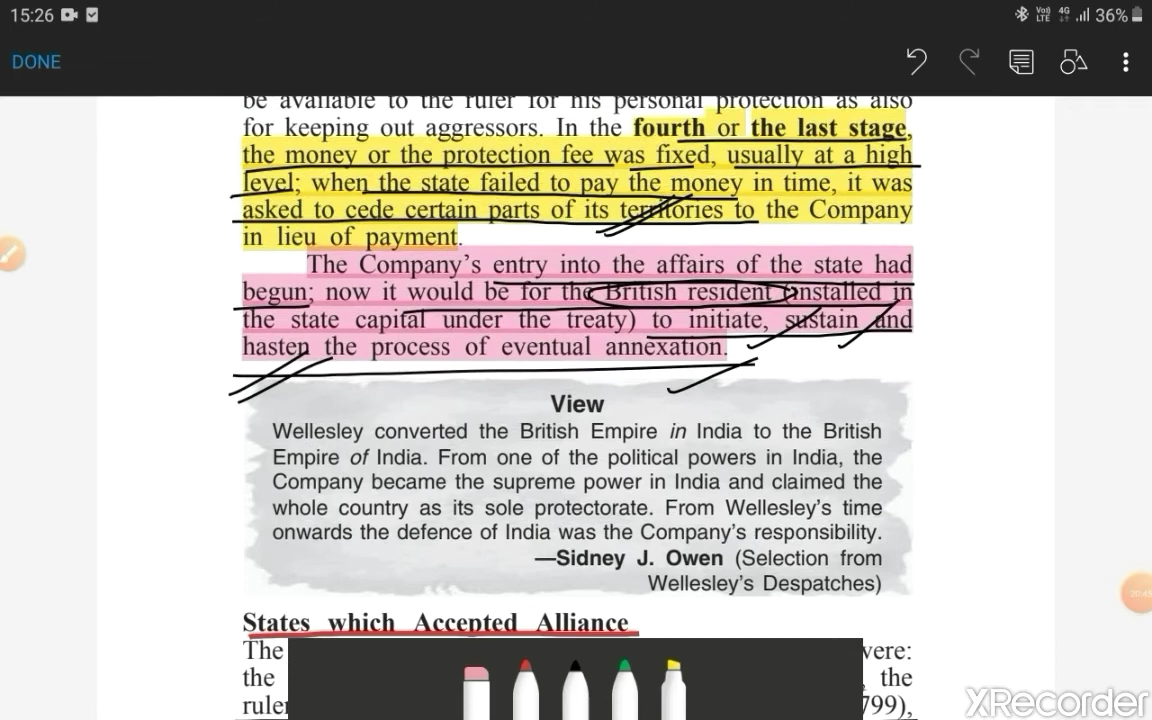 15:26
Vo)) LTE 4G 36%
DONE
be available to the ruler for his personal protection as also
for keeping out aggressors. In the fourth or the last stage,
the money or the protection fee was fixed, usually at a high
level; when the state failed to pay the money in time, it was
asked to cede certain parts of its territories to the Company
in lieu of payment.
The Company's entry into the affairs of the state had
begun; now it would be for the British resident (installed in
the state capital under the treaty) to initiate, sustain and
hasten the process of eventual annexation.
View
Wellesley converted the British Empire in India to the British
Empire of India. From one of the political powers in India, the
Company became the supreme power in India and claimed the
whole country as its sole protectorate. From Wellesley's time
onwards the defence of India was the Company's responsibility.
—Sidney J. Owen (Selection from
Wellesley's Despatches)
20:45
States which Accepted Alliance
The were:
the , the
ruler 799),
XRecorder